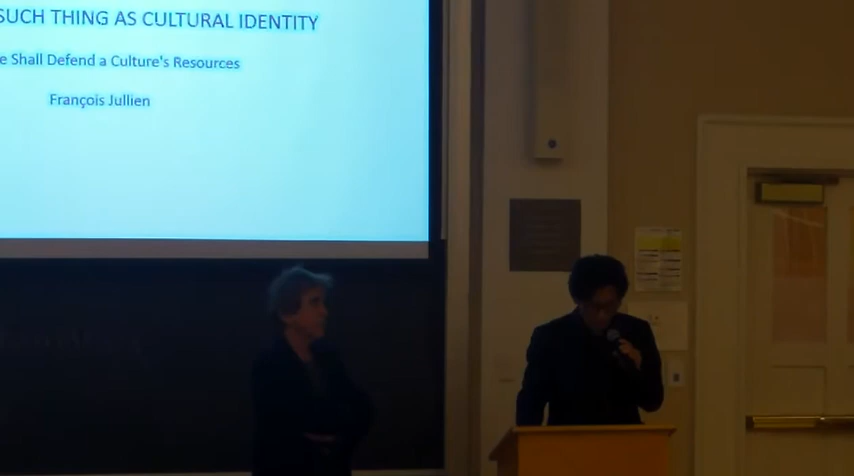 SUCH THING AS CULTURAL IDENTITY
e Shall Defend a Culture's Resources
François Jullien